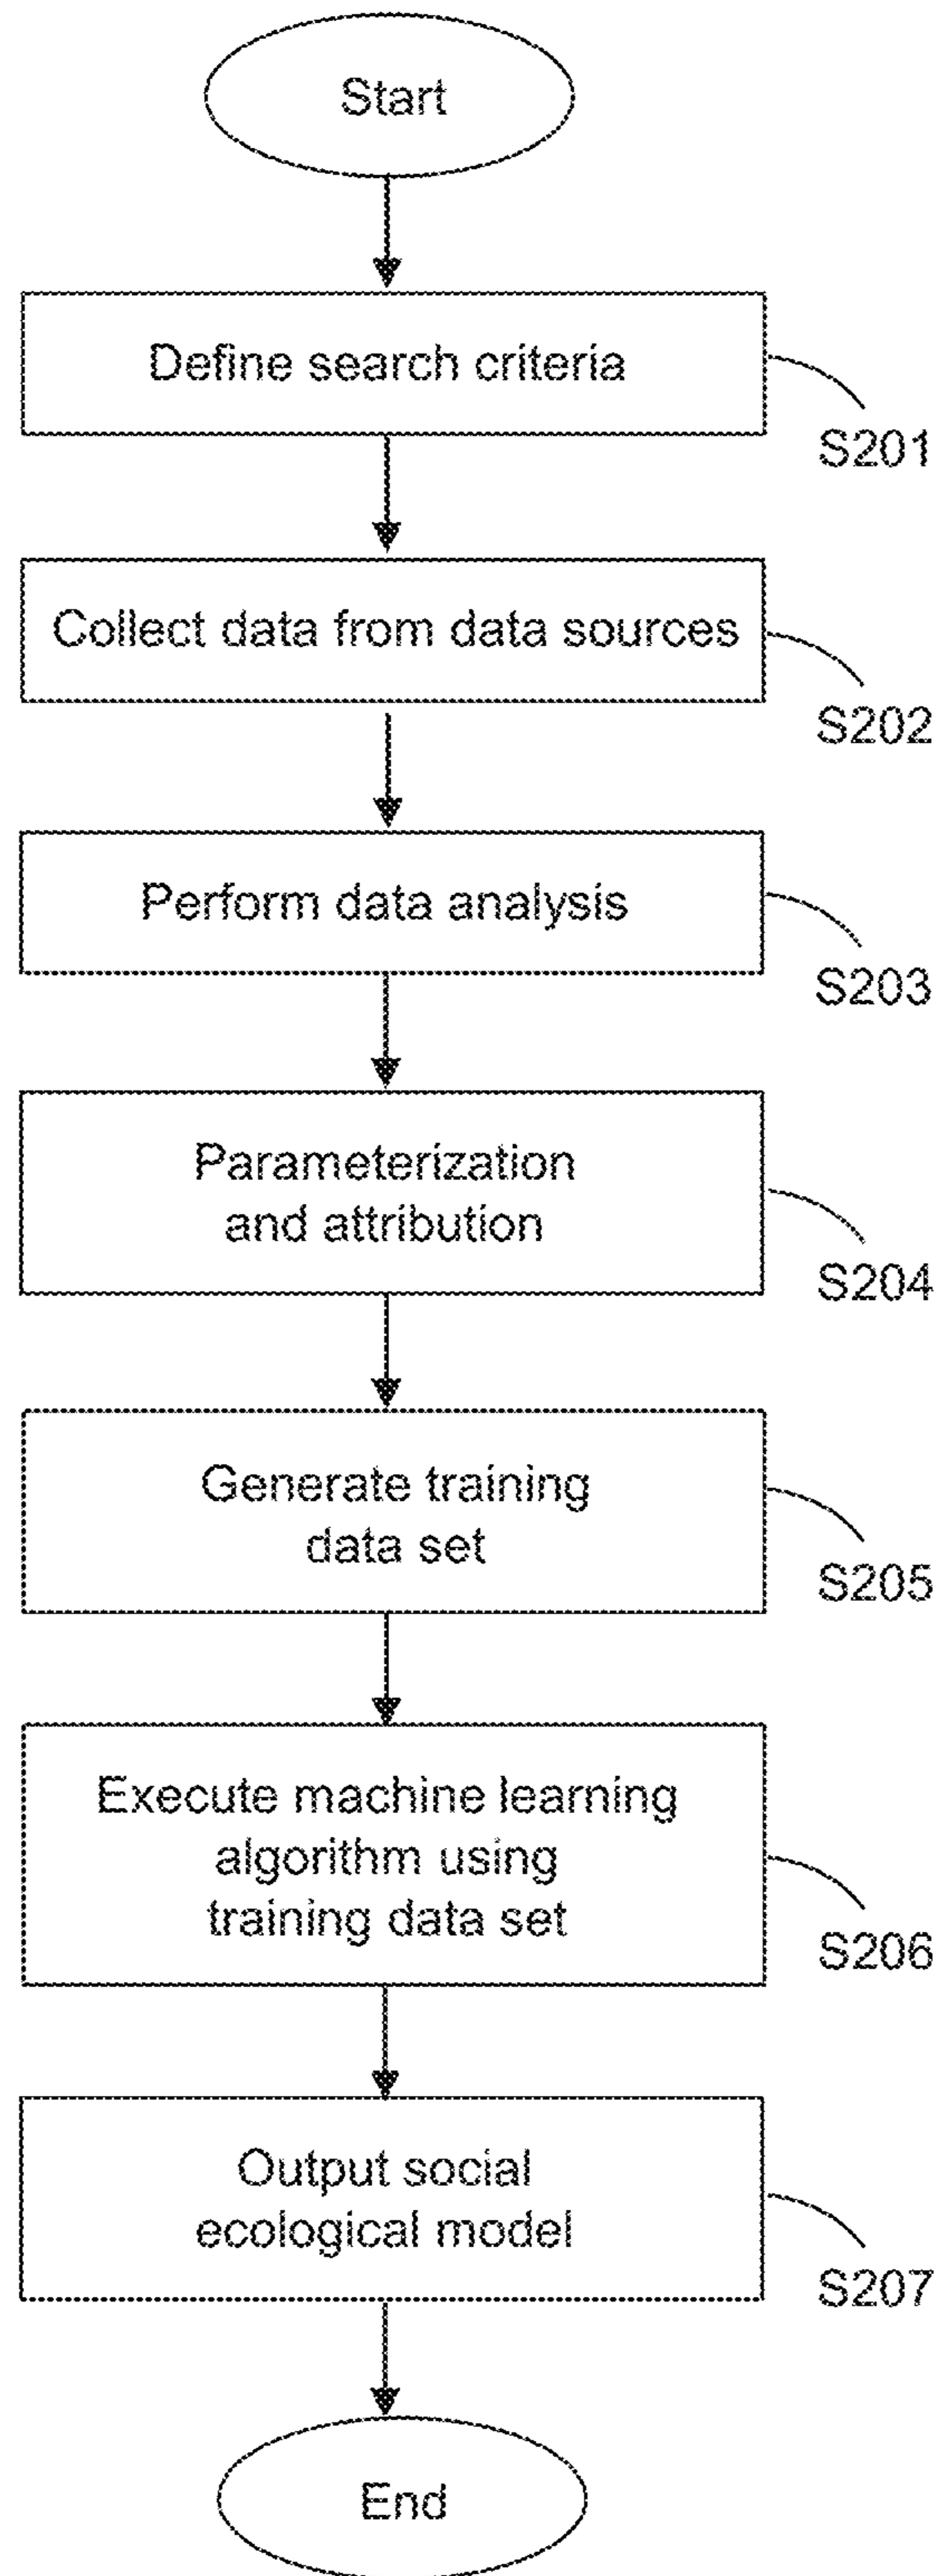 Start
Define search criteria
S201
Collect data from data sources
S202
Perform data analysis
S203
Parameterization
and attribution
S204
Generate training
data set
S205
Execute machine learning
algorithm using
training data set
S206
Output social
ecological model
S207
End